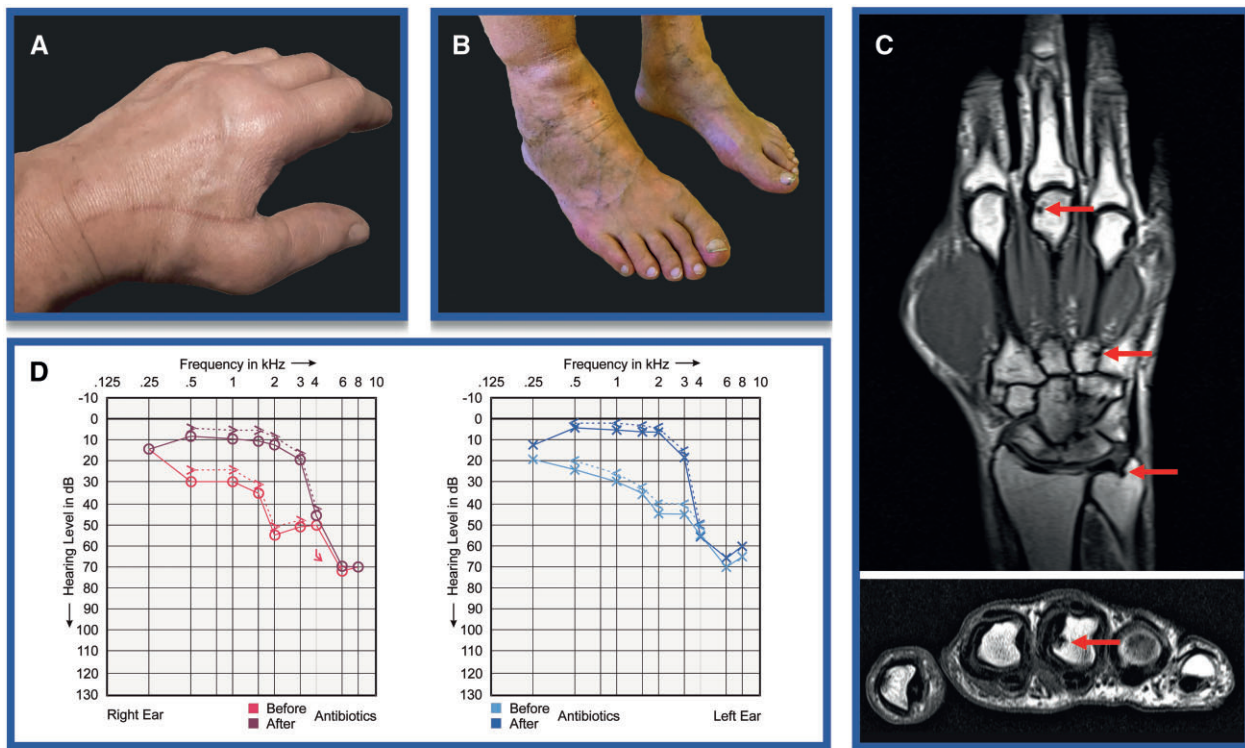 A
B
C
D
Frequency in kHz
.125 .25 .5 1 2 3 4 6 8 10
-10
0
10
20
30
40
50
60
70
80
90
100
110
120
130
Hearing Level in dB
Right Ear
Before
After
Antibiotics
Frequency in kHz
.125 .25 .5 1 2 3 4 6 8 10
-10
0
10
20
30
40
50
60
70
80
90
100
110
120
130
Hearing Level in dB
Before
After
Antibiotics
Left Ear